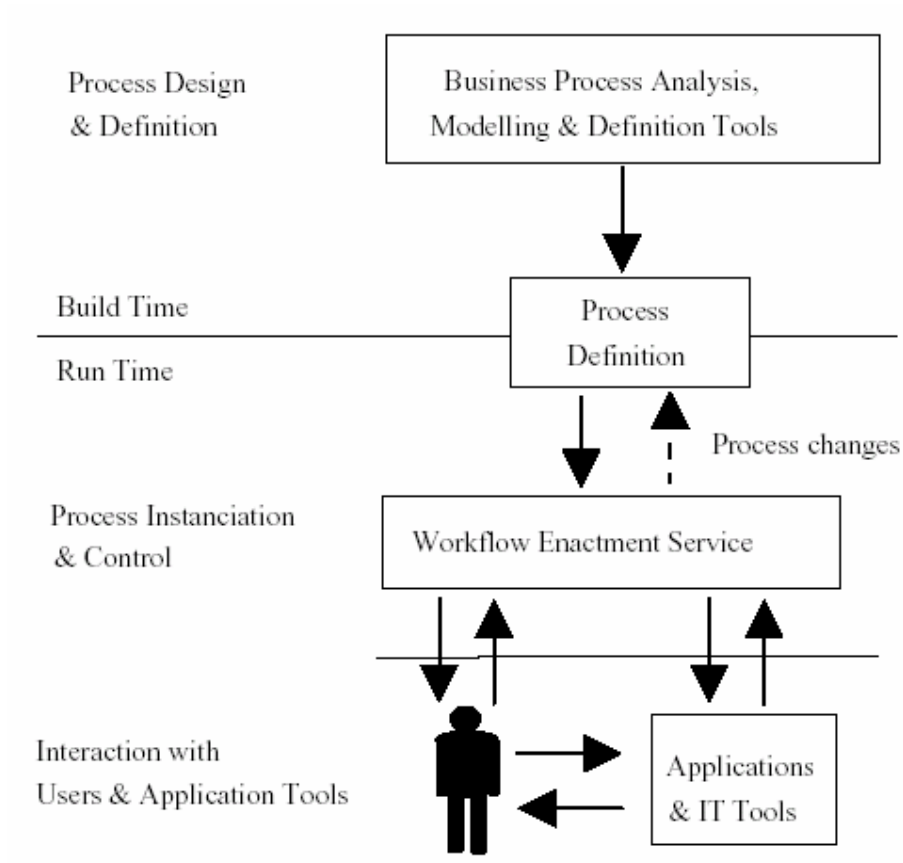 Process Design
& Definition
Business Process Analysis,
Modelling & Definition Tools
Build Time
Process
Definition
Run Time
Process changes
Process Instanciation
& Control
Workflow Enactment Service
Interaction with
Users & Application Tools
Applications
& IT Tools